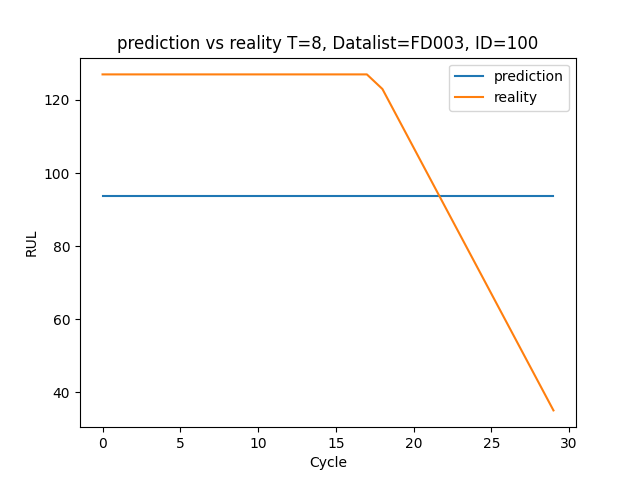 prediction vs reality T=8, Datalist=FD003, ID=100
prediction
reality
120
100
80
60
40
RUL
0 5 10 15 20 25 30
Cycle